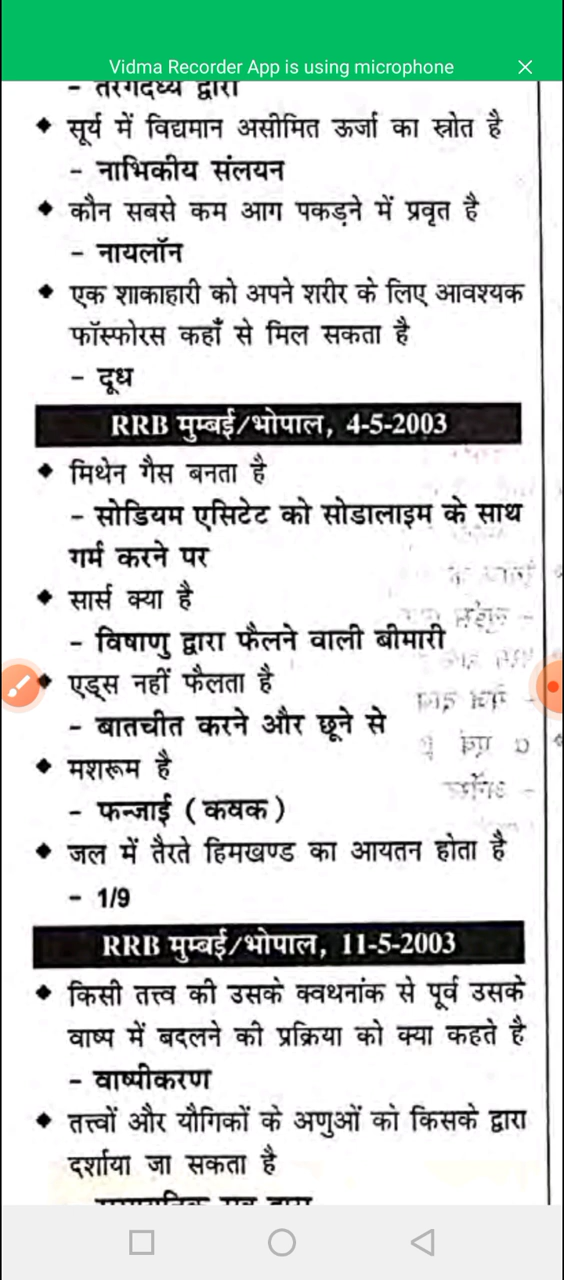 Vidma Recorder App is using microphone
- तरंगदैर्ध्य द्वारा
◆ सूर्य में विद्यमान असीमित ऊर्जा का स्रोत है
- नाभिकीय संलयन
◆ कौन सबसे कम आग पकड़ने में प्रवृत है
- नायलॉन
◆ एक शाकाहारी को अपने शरीर के लिए आवश्यक
फॉस्फोरस कहाँ से मिल सकता है
- दूध
RRB मुम्बई/भोपाल, 4-5-2003
◆ मिथेन गैस बनता है
- सोडियम एसिटेट को सोडालाइम के साथ
गर्म करने पर
◆ सार्स क्या है
- विषाणु द्वारा फैलने वाली बीमारी
◆ एड्स नहीं फैलता है
- बातचीत करने और छूने से
◆ मशरूम है
- फन्जाई (कवक)
◆ जल में तैरते हिमखण्ड का आयतन होता है
- 1/9
RRB मुम्बई/भोपाल, 11-5-2003
◆ किसी तत्त्व की उसके क्वथनांक से पूर्व उसके
वाष्प में बदलने की प्रक्रिया को क्या कहते है
- वाष्पीकरण
◆ तत्त्वों और यौगिकों के अणुओं को किसके द्वारा
दर्शाया जा सकता है